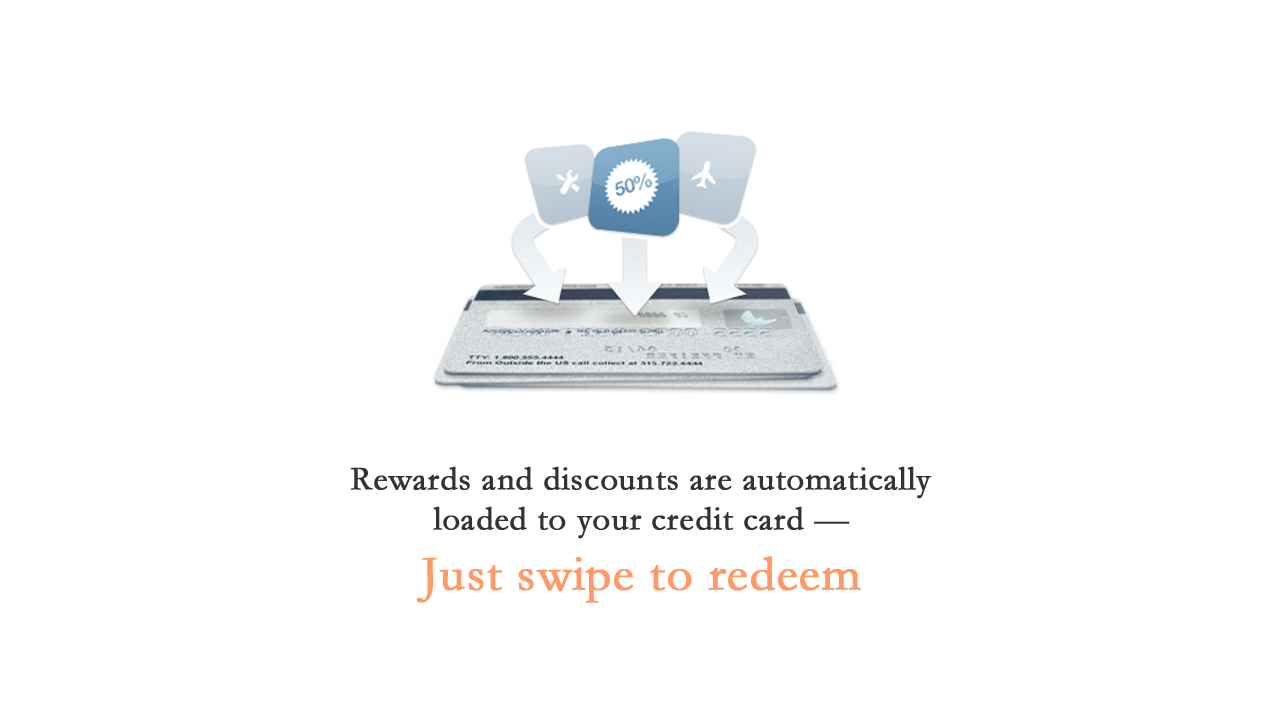 50%
TTY: 1.800.555.4444
From Outside the US call collect at 315.722.4444
Rewards and discounts are automatically
loaded to your credit card —
Just swipe to redeem